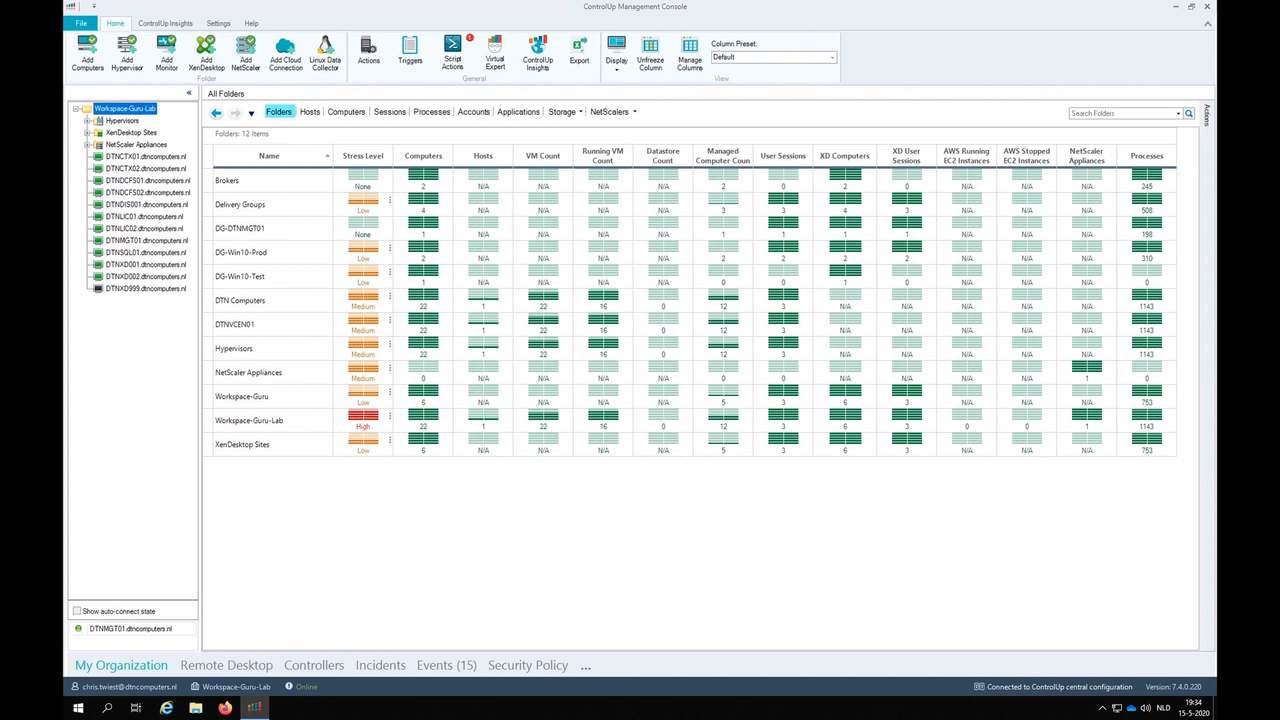 ControlUp Management Console
File Home ControlUp Insights Settings Help
Add Computers
Add Hypervisor
Add Monitor
Add XenDesktop
Add NetScaler
Add Cloud Connection
Linux Data Collector
Actions
Triggers
Script Actions
1
Virtual Expert
ControlUp Insights
Export
Display
Unfreeze Column
Manage Columns
Column Preset:
Default
Folder General View
«
Workspace-Guru-Lab
Hypervisors
XenDesktop Sites
NetScaler Appliances
DTNCTX01.dtncomputers.nl
DTNCTX02.dtncomputers.nl
DTNDCFS01.dtncomputers.nl
DTNDCFS02.dtncomputers.nl
DTNDIS001.dtncomputers.nl
DTNLIC01.dtncomputers.nl
DTNLIC02.dtncomputers.nl
DTNMGT01.dtncomputers.nl
DTNSQL01.dtncomputers.nl
DTNXD001.dtncomputers.nl
DTNXD002.dtncomputers.nl
DTNXD999.dtncomputers.nl
Show auto-connect state
DTNMGT01.dtncomputers.nl
All Folders
Folders Hosts Computers Sessions Processes Accounts Applications Storage NetScalers
Search Folders
Actions
Folders: 12 Items
Name Stress Level Computers Hosts VM Count Running VM Count Datastore Count Managed Computer Coun User Sessions XD Computers XD User Sessions AWS Running EC2 Instances AWS Stopped EC2 Instances NetScaler Appliances Processes
Brokers None 2 N/A N/A N/A N/A 2 0 2 0 N/A N/A N/A 245
Delivery Groups Low 4 N/A N/A N/A N/A 3 3 4 3 N/A N/A N/A 508
DG-DTNMGT01 None 1 N/A N/A N/A N/A 1 1 1 1 N/A N/A N/A 198
DG-Win10-Prod Low 2 N/A N/A N/A N/A 2 2 2 2 N/A N/A N/A 310
DG-Win10-Test Low 1 N/A N/A N/A N/A 0 0 1 0 N/A N/A N/A 0
DTN Computers Medium 22 1 22 16 0 12 3 N/A N/A N/A N/A N/A 1143
DTNVCEN01 Medium 22 1 22 16 0 12 3 N/A N/A N/A N/A N/A 1143
Hypervisors Medium 22 1 22 16 0 12 3 N/A N/A N/A N/A N/A 1143
NetScaler Appliances Medium 0 N/A N/A N/A N/A 0 0 N/A N/A N/A N/A 1 0
Workspace-Guru Low 6 N/A N/A N/A N/A 5 3 6 3 N/A N/A N/A 753
Workspace-Guru-Lab High 22 1 22 16 0 12 3 6 3 0 0 1 1143
XenDesktop Sites Low 6 N/A N/A N/A N/A 5 3 6 3 N/A N/A N/A 753
My Organization Remote Desktop Controllers Incidents Events (15) Security Policy ...
chris.twiest@dtncomputers.nl Workspace-Guru-Lab Online Connected to ControlUp central configuration Version: 7.4.0.220
NLD
19:34
15-5-2020